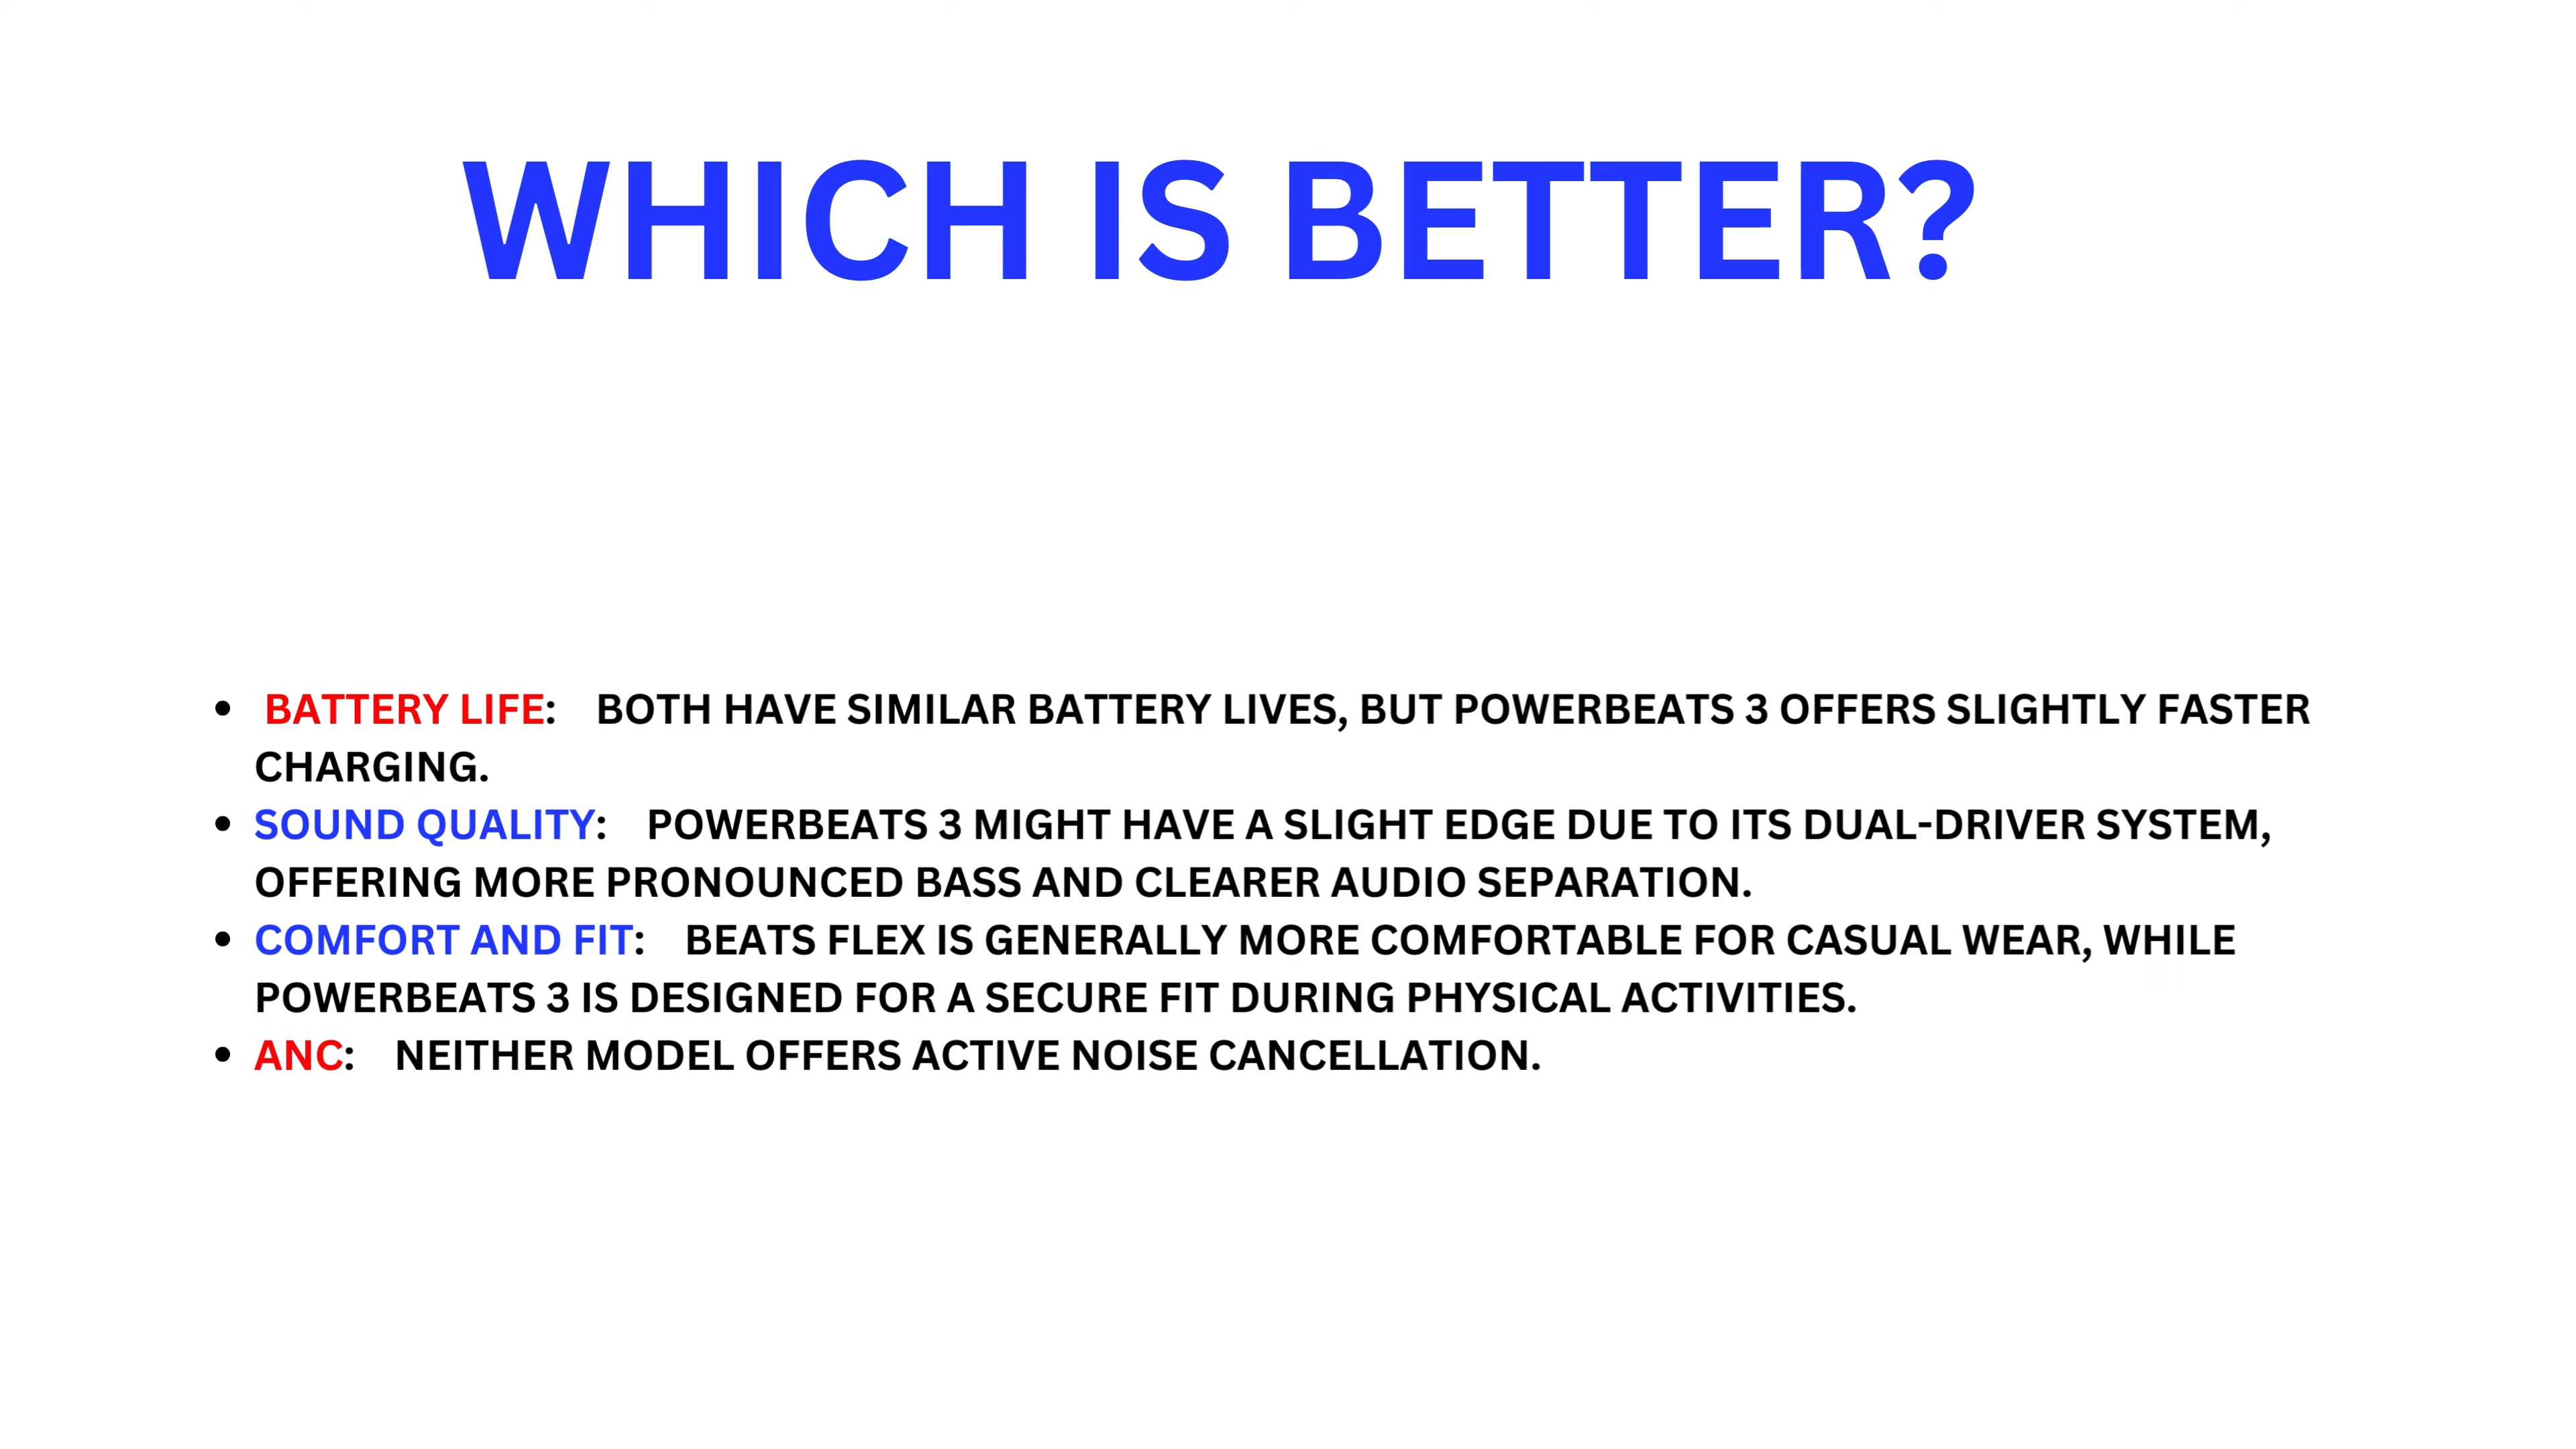 WHICH IS BETTER?
• BATTERY LIFE: BOTH HAVE SIMILAR BATTERY LIVES, BUT POWERBEATS 3 OFFERS SLIGHTLY FASTER
CHARGING.
• SOUND QUALITY: POWERBEATS 3 MIGHT HAVE A SLIGHT EDGE DUE TO ITS DUAL-DRIVER SYSTEM,
OFFERING MORE PRONOUNCED BASS AND CLEARER AUDIO SEPARATION.
• COMFORT AND FIT: BEATS FLEX IS GENERALLY MORE COMFORTABLE FOR CASUAL WEAR, WHILE
POWERBEATS 3 IS DESIGNED FOR A SECURE FIT DURING PHYSICAL ACTIVITIES.
• ANC: NEITHER MODEL OFFERS ACTIVE NOISE CANCELLATION.